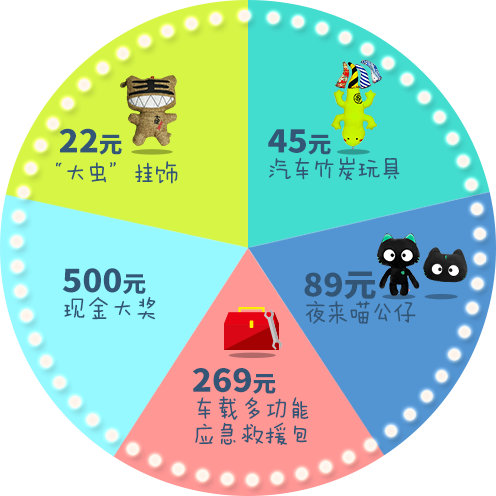 22元
“大虫” 挂饰
45元
汽车竹炭玩具
500元
现金大奖
89元
夜来喵公仔
269元
车载多功能
应急救援包